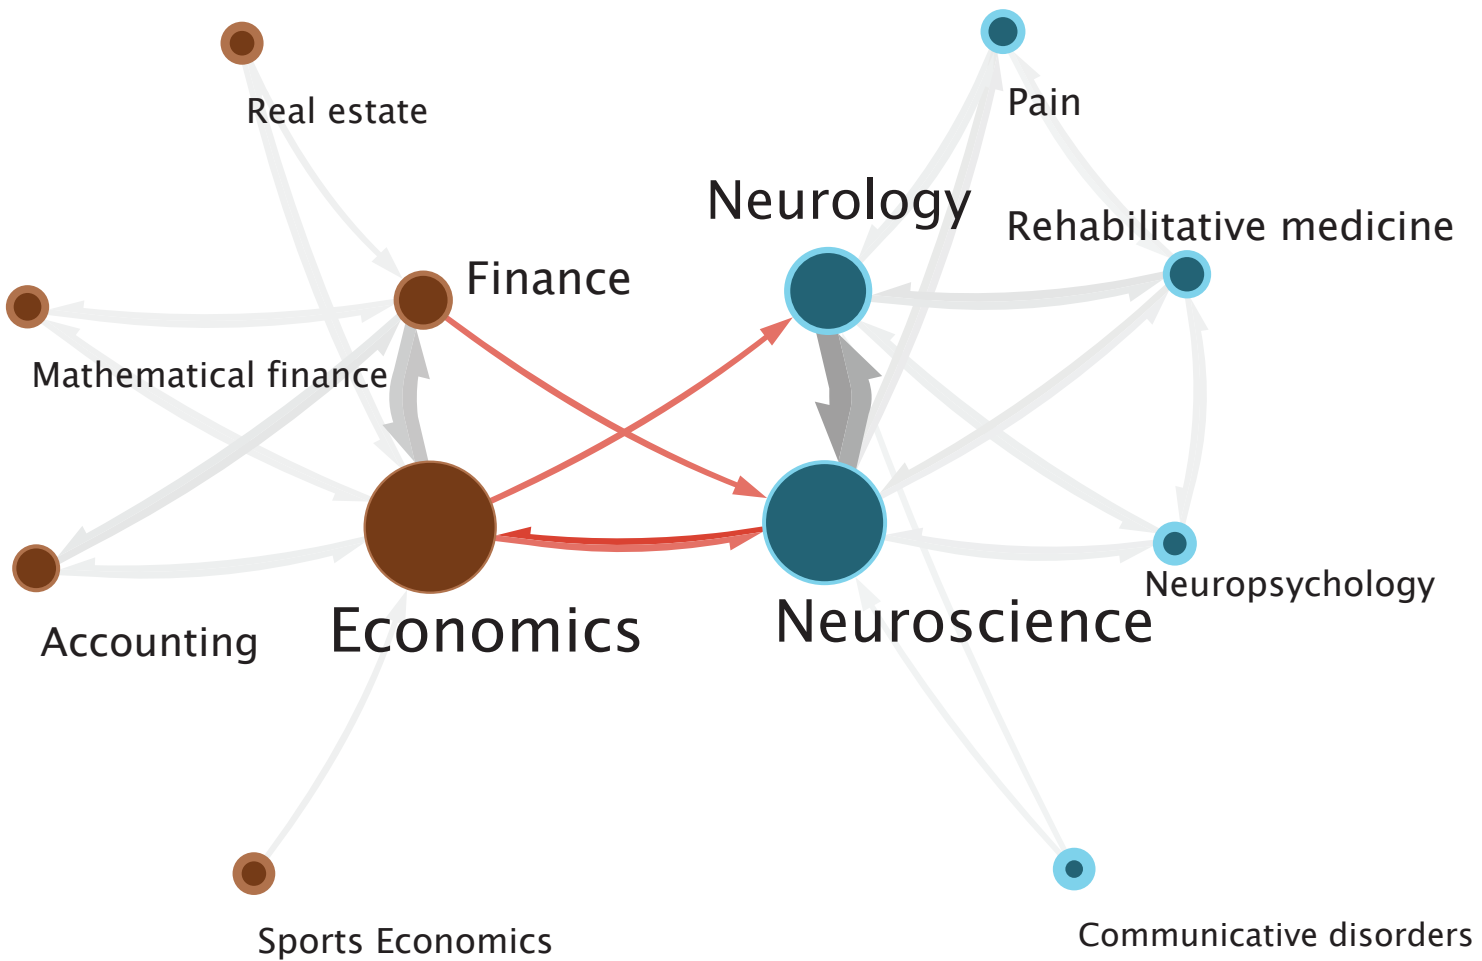 Real estate
Pain
Neurology
Rehabilitative medicine
Finance
Mathematical finance
Neuropsychology
Accounting
Economics
Neuroscience
Sports Economics
Communicative disorders